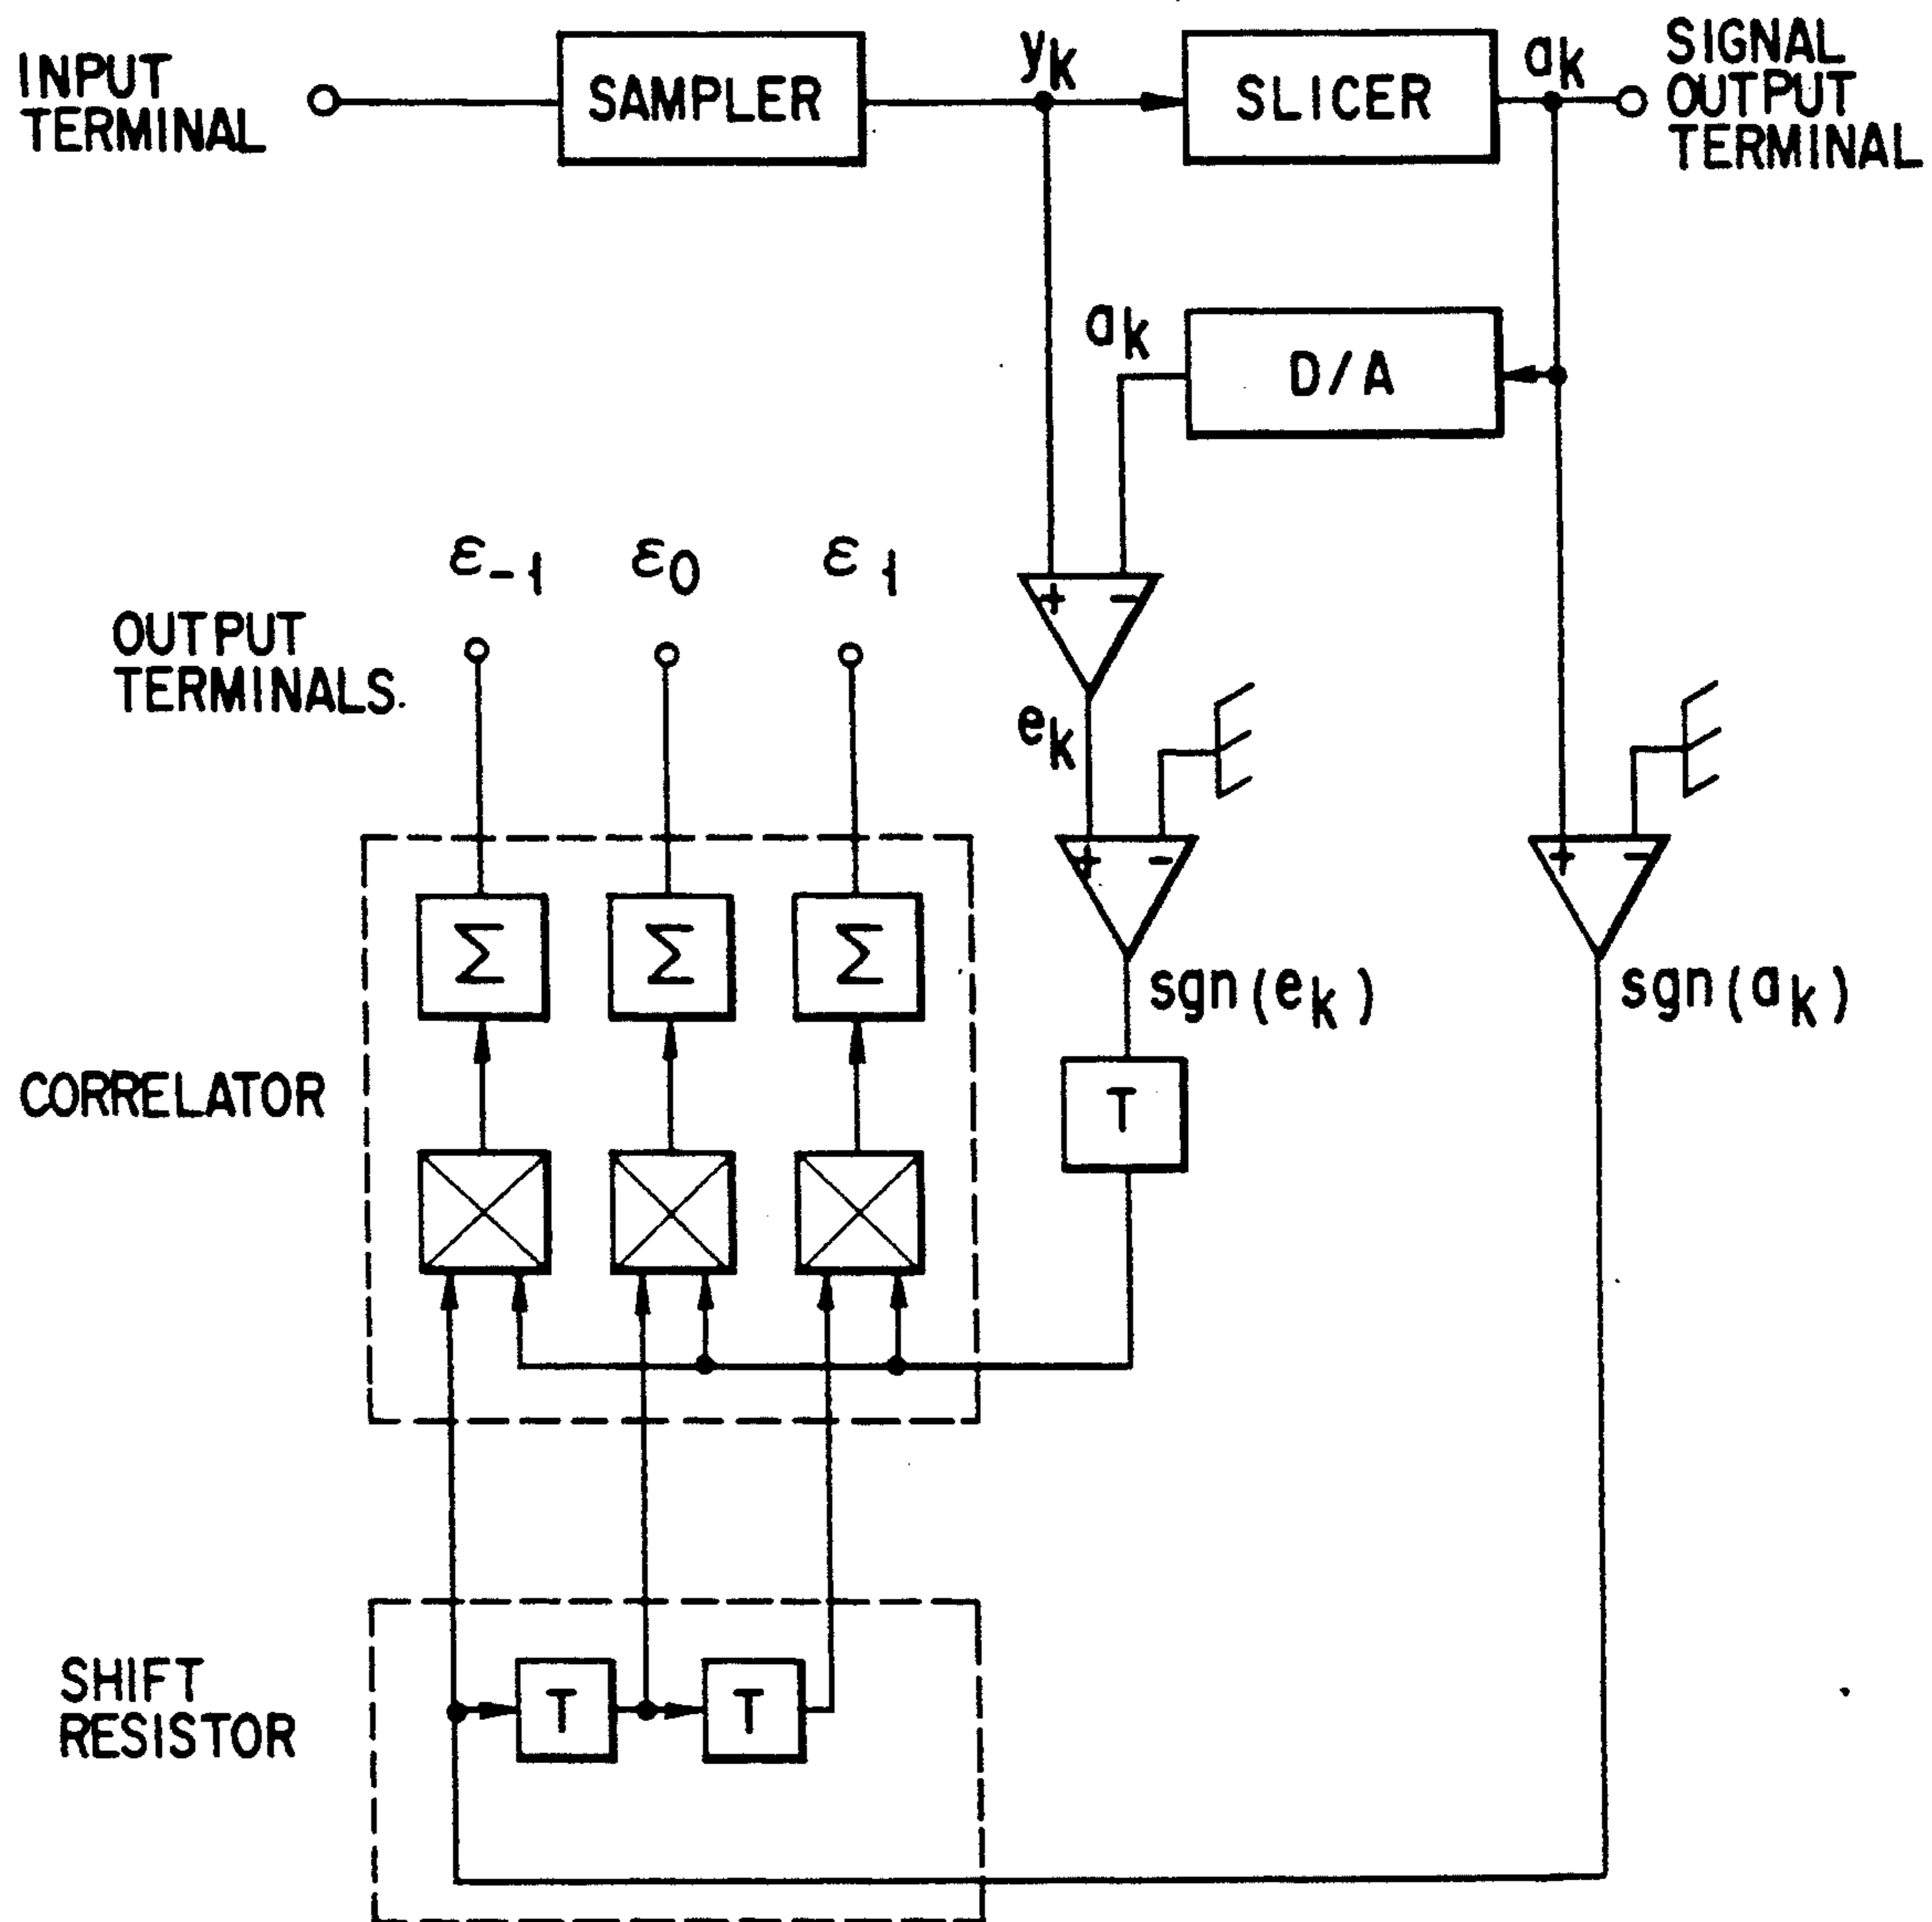 INPUT
TERMINAL
SAMPLER
yk
SLICER
ak
SIGNAL
OUTPUT
TERMINAL
ak
D/A
ε-1
ε0
ε1
OUTPUT
TERMINALS.
+ -
ek
+ -
+ -
Σ
Σ
Σ
sgn(ek)
sgn(ak)
CORRELATOR
T
SHIFT
RESISTOR
T
T